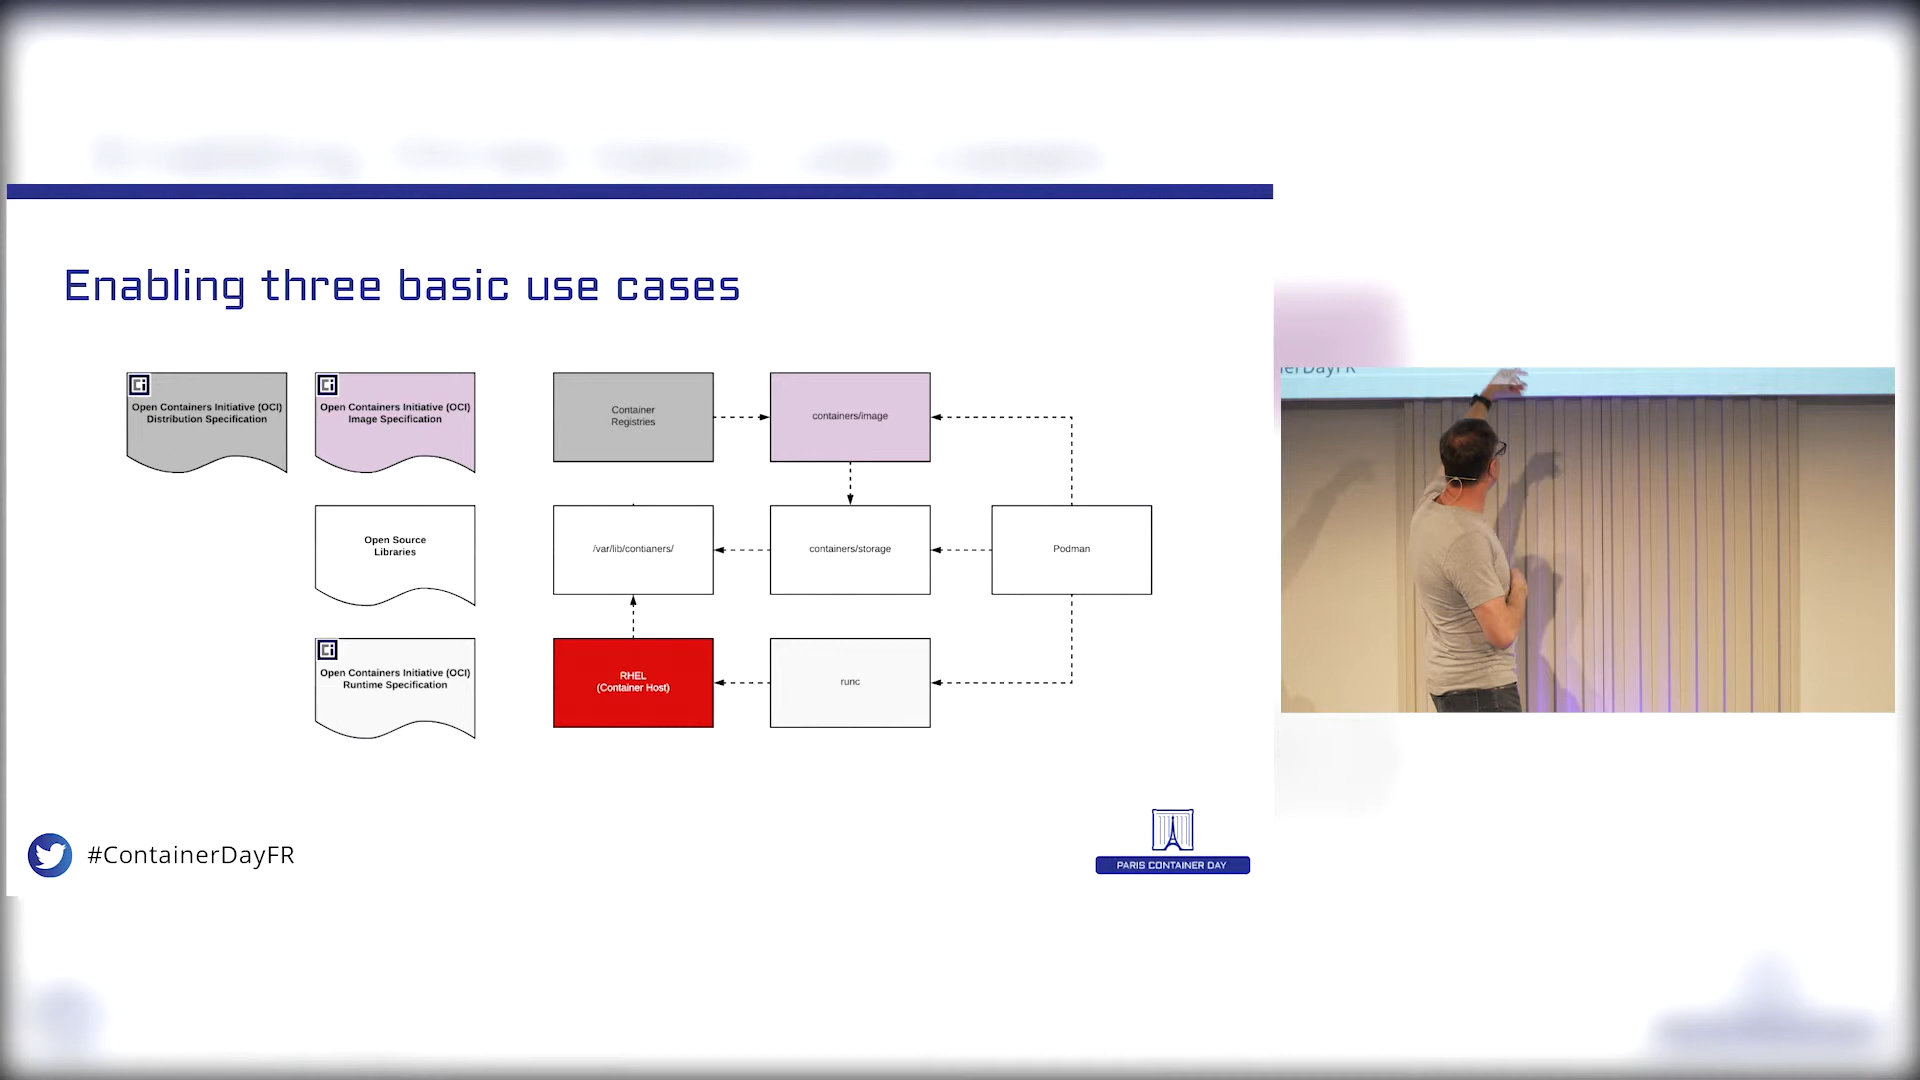 Enabling three basic use cases
Open Containers Initiative (OCI)
Distribution Specification
Open Containers Initiative (OCI)
Image Specification
Container
Registries
containers/image
Open Source
Libraries
/var/lib/contianers/
containers/storage
Podman
Open Containers Initiative (OCI)
Runtime Specification
RHEL
(Container Host)
runc
#ContainerDayFR
PARIS CONTAINER DAY
nerDayFR